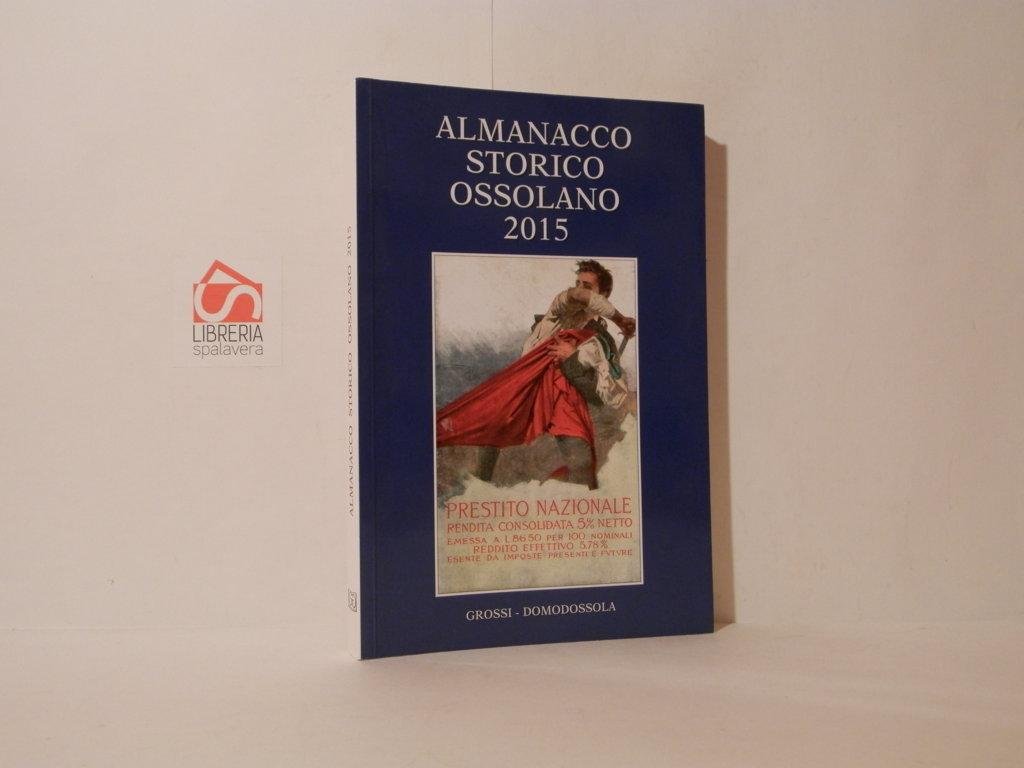 ALMANACCO
STORICO
OSSOLANO
2015
PRESTITO NAZIONALE
RENDITA CONSOLIDATA 5% NETTO
EMESSA A L.86.50 PER 100 NOMINALI
REDDITO EFFETTIVO 5.78%
ESENTE DA IMPOSTE PRESENTI E FVTVRE
GROSSI - DOMODOSSOLA
ALMANACCO STORICO OSSOLANO 2015
LIBRERIA
spalavera